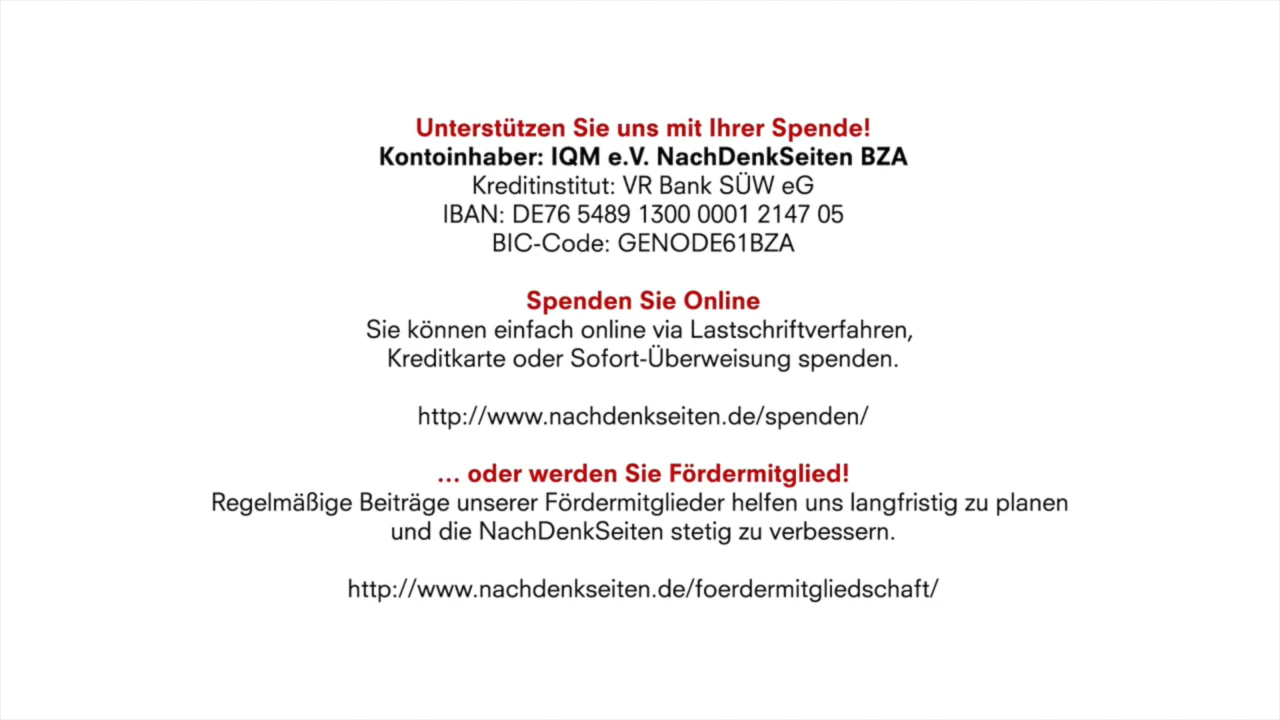 Unterstützen Sie uns mit Ihrer Spende!
Kontoinhaber: IQM e.V. NachDenkSeiten BZA
Kreditinstitut: VR Bank SÜW eG
IBAN: DE76 5489 1300 0001 2147 05
BIC-Code: GENODE61BZA
Spenden Sie Online
Sie können einfach online via Lastschriftverfahren,
Kreditkarte oder Sofort-Überweisung spenden.
http://www.nachdenkseiten.de/spenden/
... oder werden Sie Fördermitglied!
Regelmäßige Beiträge unserer Fördermitglieder helfen uns langfristig zu planen
und die NachDenkSeiten stetig zu verbessern.
http://www.nachdenkseiten.de/foerdermitgliedschaft/